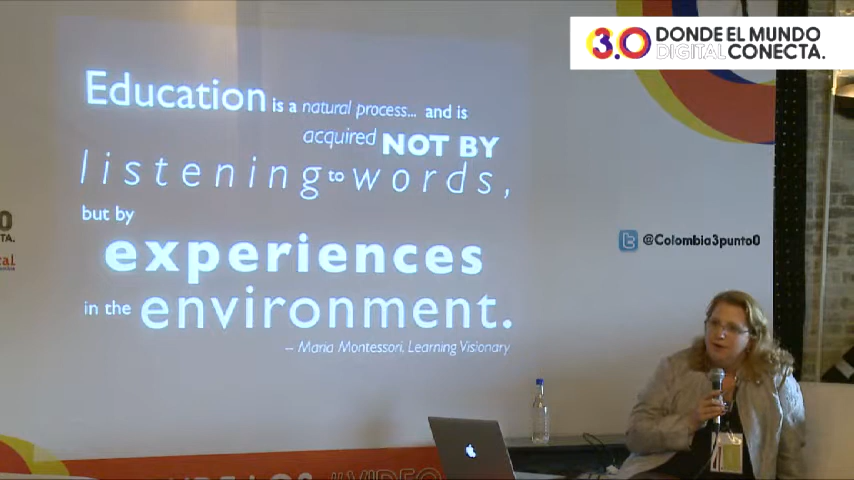 3.0 DONDE EL MUNDO
DIGITAL CONECTA.
Education is a natural process... and is
acquired NOT BY
listening to words,
but by
experiences
in the environment.
– Maria Montessori, Learning Visionary
@Colombia3punto0